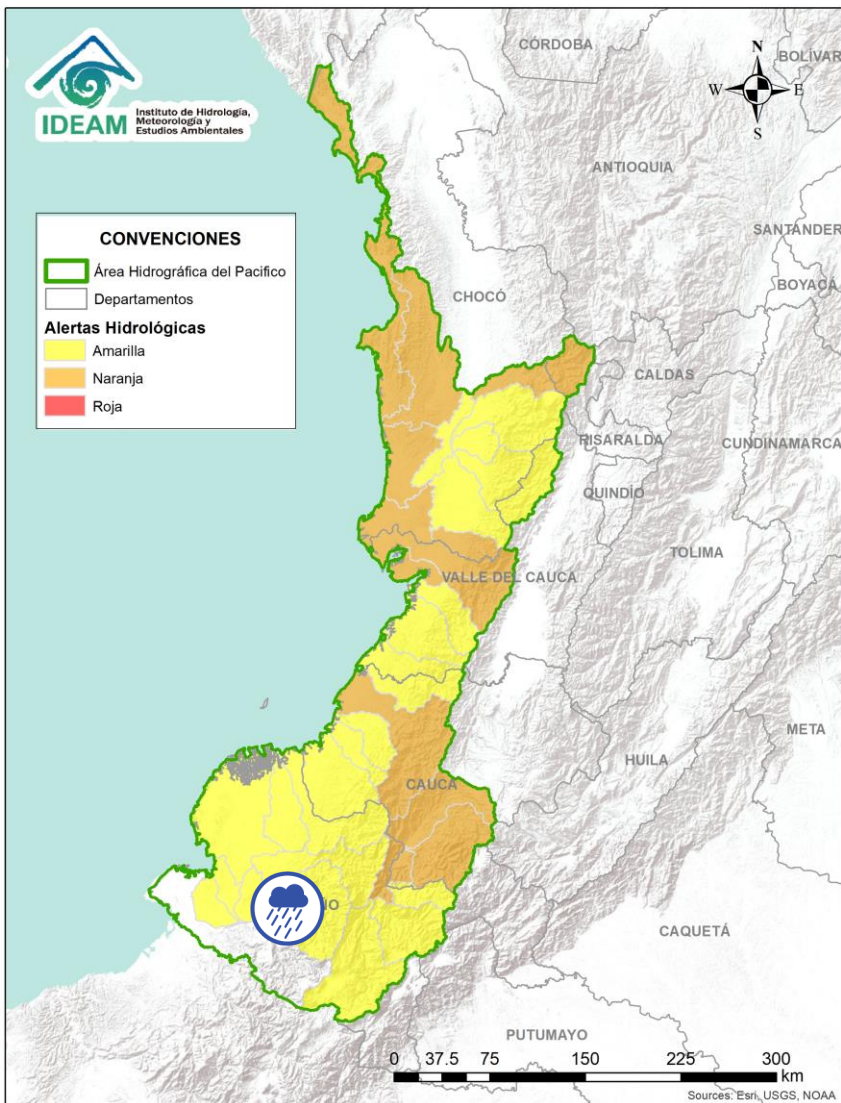 IDEAM
Instituto de Hidrología,
Meteorología y
Estudios Ambientales
CÓRDOBA
BOLÍVAR
N
W
E
S
ANTIOQUIA
SANTANDER
BOYACÁ
CONVENCIONES
Área Hidrográfica del Pacifico
Departamentos
Alertas Hidrológicas
Amarilla
Naranja
Roja
CHOCÓ
CALDAS
RISARALDA
CUNDINAMARCA
QUINDÍO
TOLIMA
VALLE DEL CAUCA
META
HUILA
CAUCA
ÑO
CAQUETÁ
PUTUMAYO
0 37.5 75 150 225 300
km
Sources: Esri, USGS, NOAA